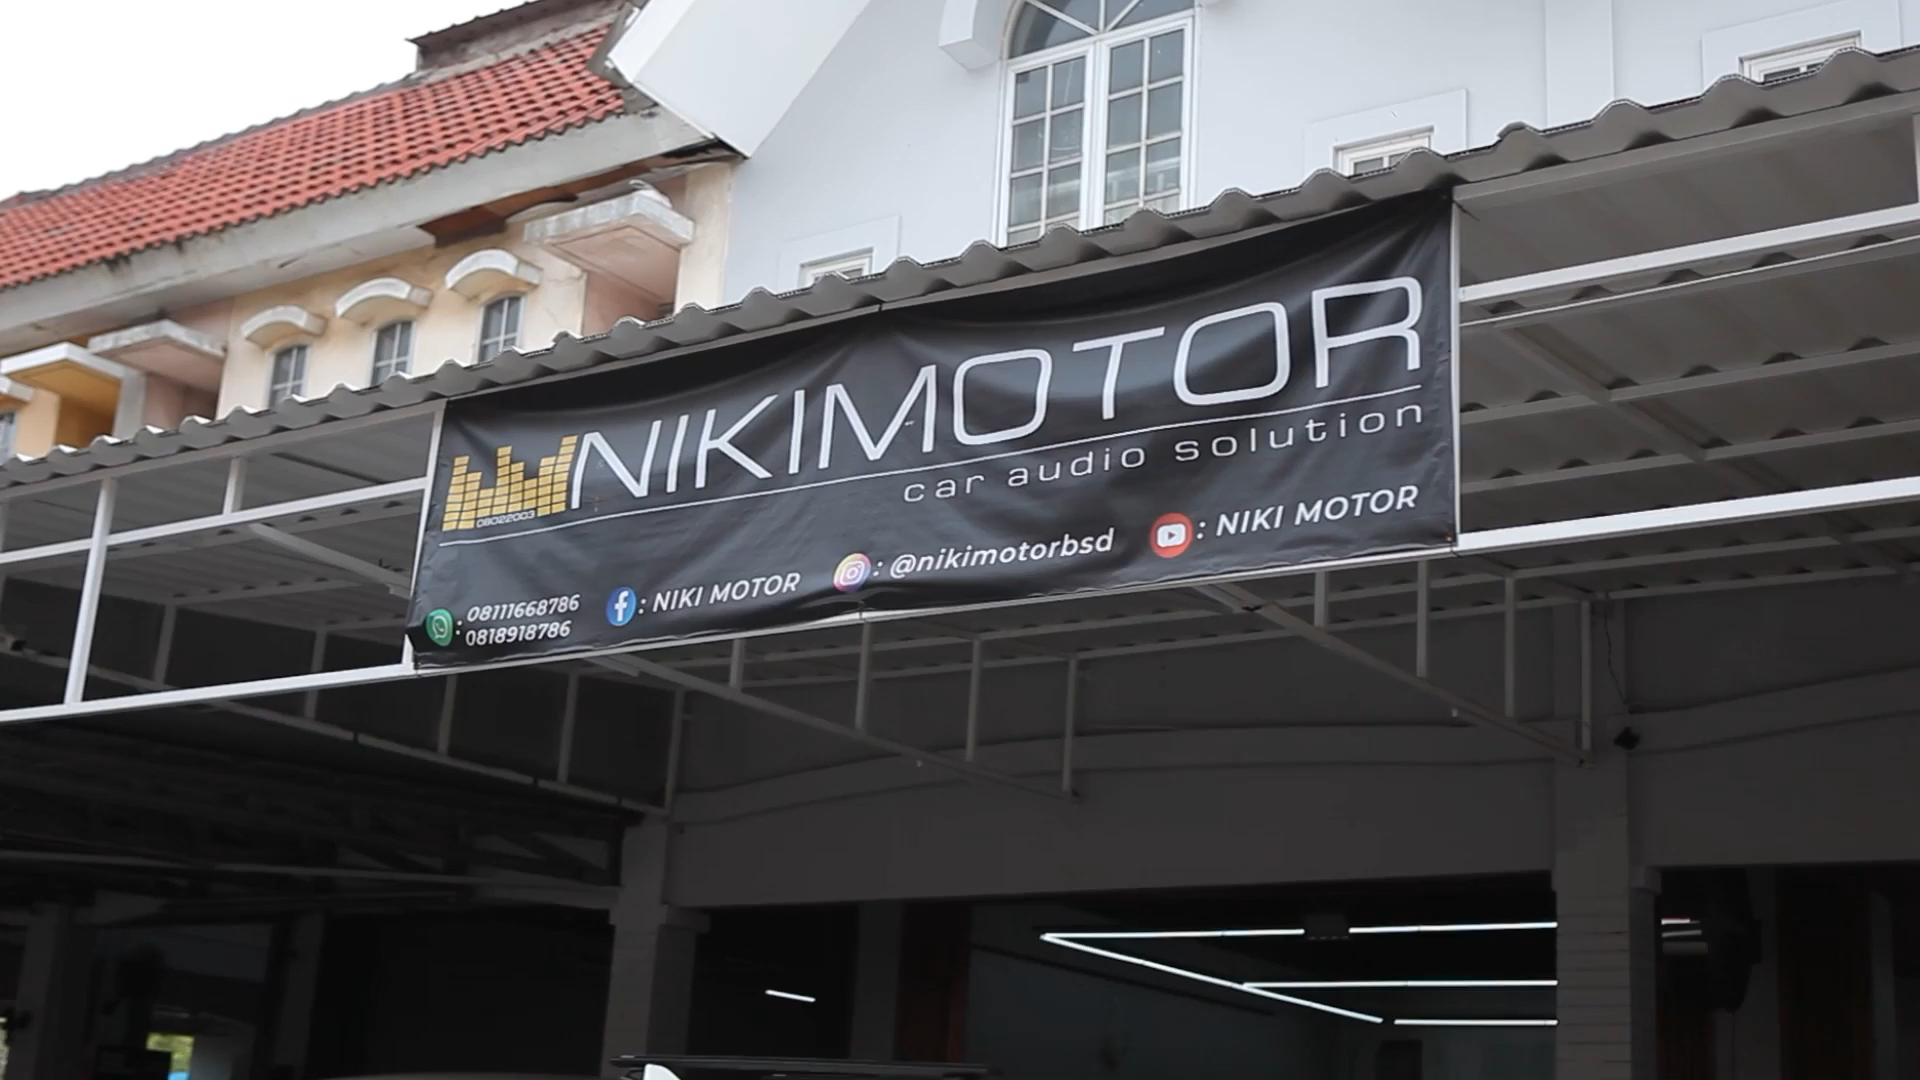 NIKIMOTOR
08022003
car audio solution
: 08111668786
: 0818918786
: NIKI MOTOR
: @nikimotorbsd
: NIKI MOTOR